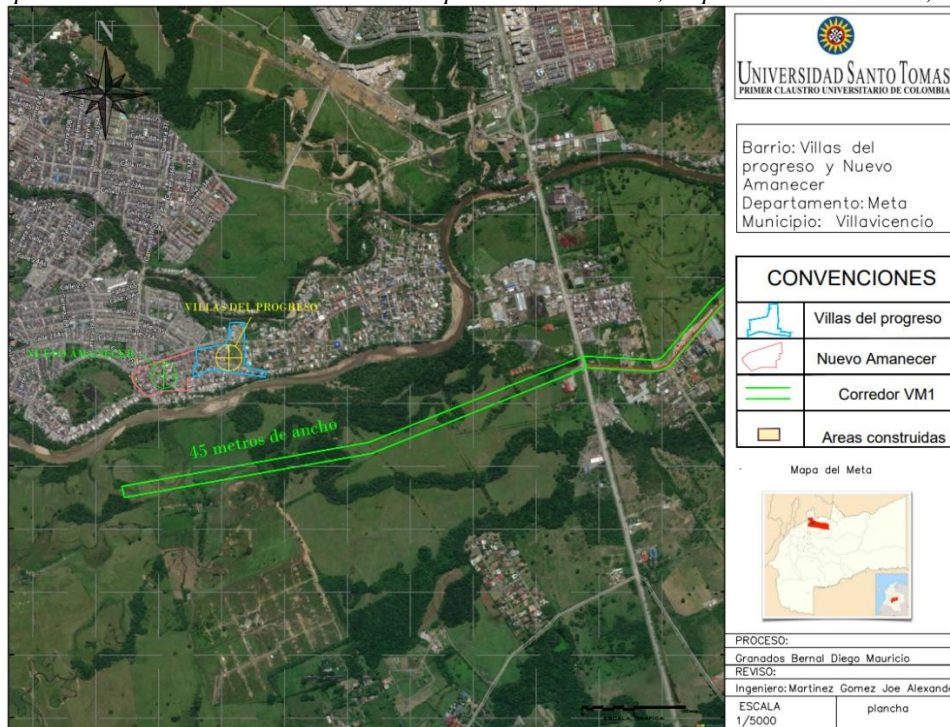 N
VILLAS DEL PROGRESO
45 metros de ancho
ESCALA GRAFICA
UNIVERSIDAD SANTO TOMAS
PRIMER CLAUSTRO UNIVERSITARIO DE COLOMBIA
Barrio: Villas del
progreso y Nuevo
Amanecer
Departamento: Meta
Municipio: Villavicencio
CONVENCIONES
Villas del progreso
Nuevo Amanecer
Corredor VM1
Areas construidas
Mapa del Meta
PROCESO:
Granados Bernal Diego Mauricio
REVISO:
Ingeniero: Martinez Gomez Joe Alexand
ESCALA
1/5000
plancha